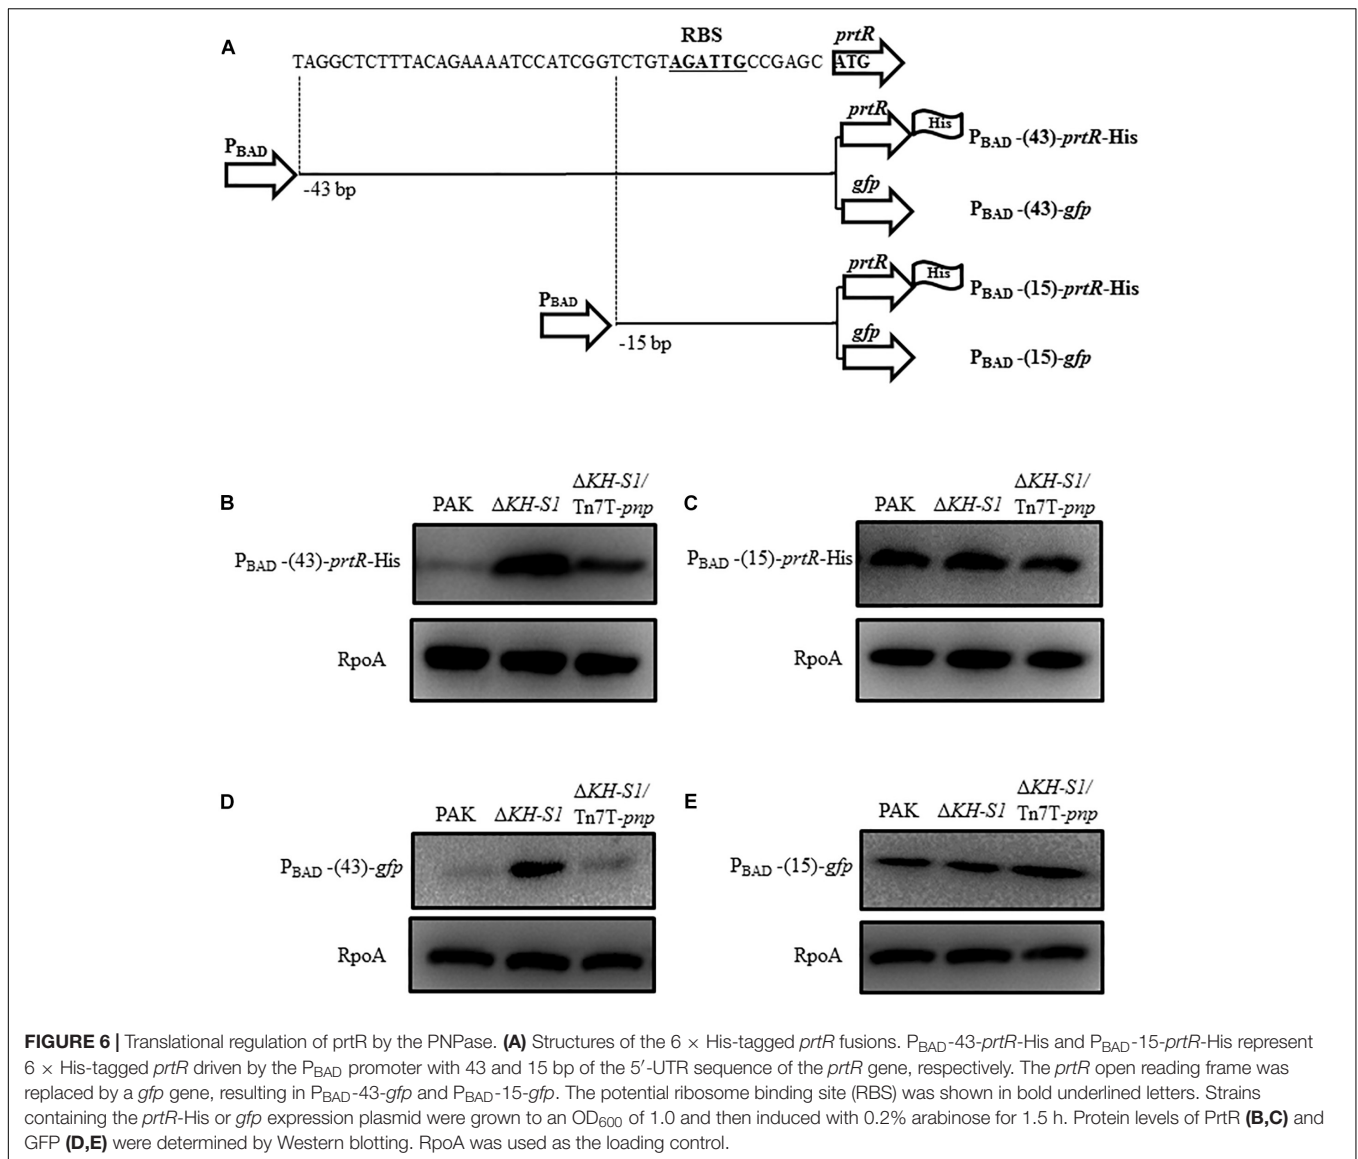 A
RBS
prtR
TAGGCTCTTTACAGAAAATCCATCGGTCTGTAGATTGCCGAGC ATG
prtR
His
PBAD-(43)-prtR-His
PBAD
-43 bp
gfp
PBAD-(43)-gfp
prtR
His
PBAD-(15)-prtR-His
PBAD
-15 bp
gfp
PBAD-(15)-gfp
B
PAK ΔKH-S1 ΔKH-S1/
Tn7T-pnp
PBAD-(43)-prtR-His
RpoA
C
PAK ΔKH-S1 ΔKH-S1/
Tn7T-pnp
PBAD-(15)-prtR-His
RpoA
D
PAK ΔKH-S1 ΔKH-S1/
Tn7T-pnp
PBAD-(43)-gfp
RpoA
E
PAK ΔKH-S1 ΔKH-S1/
Tn7T-pnp
PBAD-(15)-gfp
RpoA
FIGURE 6 | Translational regulation of prtR by the PNPase. (A) Structures of the 6 × His-tagged prtR fusions. PBAD-43-prtR-His and PBAD-15-prtR-His represent
6 × His-tagged prtR driven by the PBAD promoter with 43 and 15 bp of the 5′-UTR sequence of the prtR gene, respectively. The prtR open reading frame was
replaced by a gfp gene, resulting in PBAD-43-gfp and PBAD-15-gfp. The potential ribosome binding site (RBS) was shown in bold underlined letters. Strains
containing the prtR-His or gfp expression plasmid were grown to an OD600 of 1.0 and then induced with 0.2% arabinose for 1.5 h. Protein levels of PrtR (B,C) and
GFP (D,E) were determined by Western blotting. RpoA was used as the loading control.